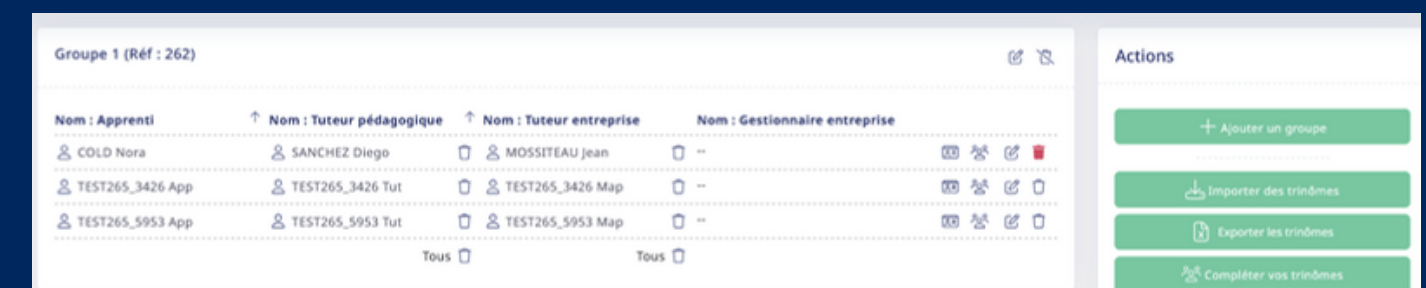 Groupe 1 (Réf : 262)
Nom : Apprenti Nom : Tuteur pédagogique Nom : Tuteur entreprise Nom : Gestionnaire entreprise
COLD Nora SANCHEZ Diego MOSSITEAU Jean --
TEST265_3426 App TEST265_3426 Tut TEST265_3426 Map --
TEST265_5953 App TEST265_5953 Tut TEST265_5953 Map --
Tous Tous
Actions
Ajouter un groupe
Importer des trinômes
Exporter les trinômes
Compléter vos trinômes